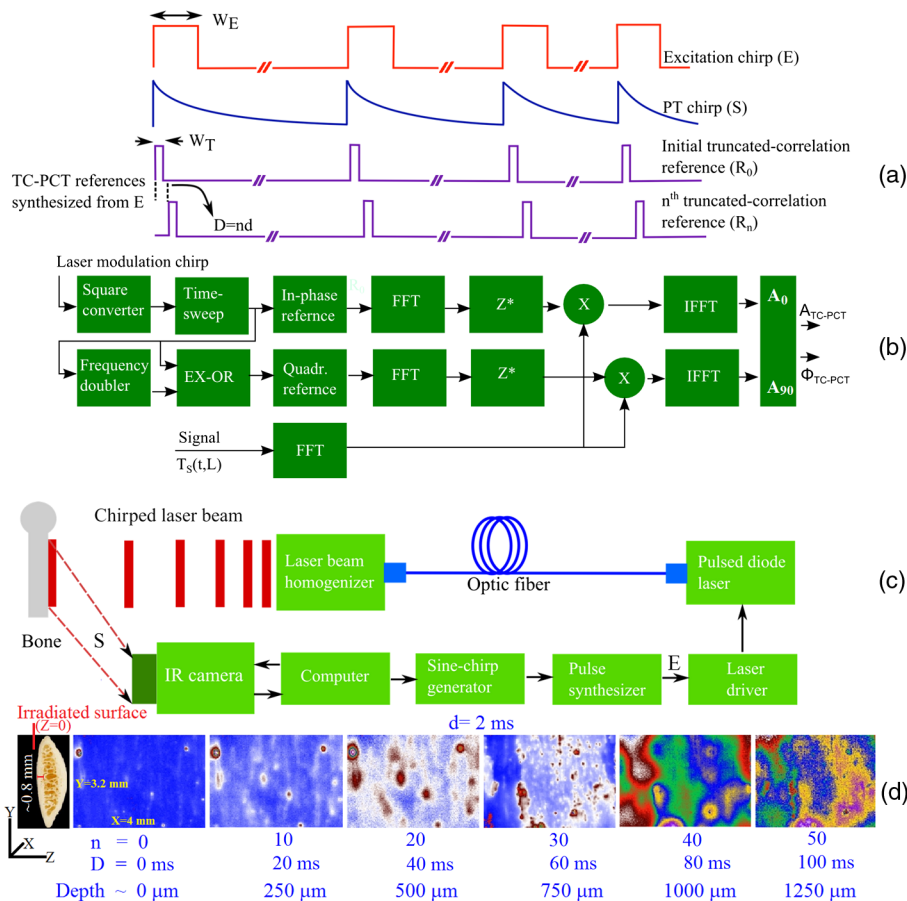 W_E
Excitation chirp (E)
PT chirp (S)
W_T
Initial truncated-correlation
reference (R_0)
(a)
TC-PCT references
synthesized from E
D=nd
n^th truncated-correlation
reference (R_n)
Laser modulation chirp
Square
converter
Time-
sweep
In-phase
refernce
R_0
FFT
Z*
X
IFFT
A_0
A_TC-PCT
(b)
Frequency
doubler
EX-OR
Quadr.
refernce
FFT
Z*
X
IFFT
A_90
Φ_TC-PCT
Signal
T_S(t,L)
FFT
Chirped laser beam
Laser beam
homogenizer
Optic fiber
Pulsed diode
laser
(c)
Bone
S
IR camera
Computer
Sine-chirp
generator
Pulse
synthesizer
E
Laser
driver
Irradiated surface
(Z=0)
d= 2 ms
~0.8 mm
Y=3.2 mm
X=4 mm
(d)
Y
X
Z
n = 0 10 20 30 40 50
D = 0 ms 20 ms 40 ms 60 ms 80 ms 100 ms
Depth ~ 0 μm 250 μm 500 μm 750 μm 1000 μm 1250 μm